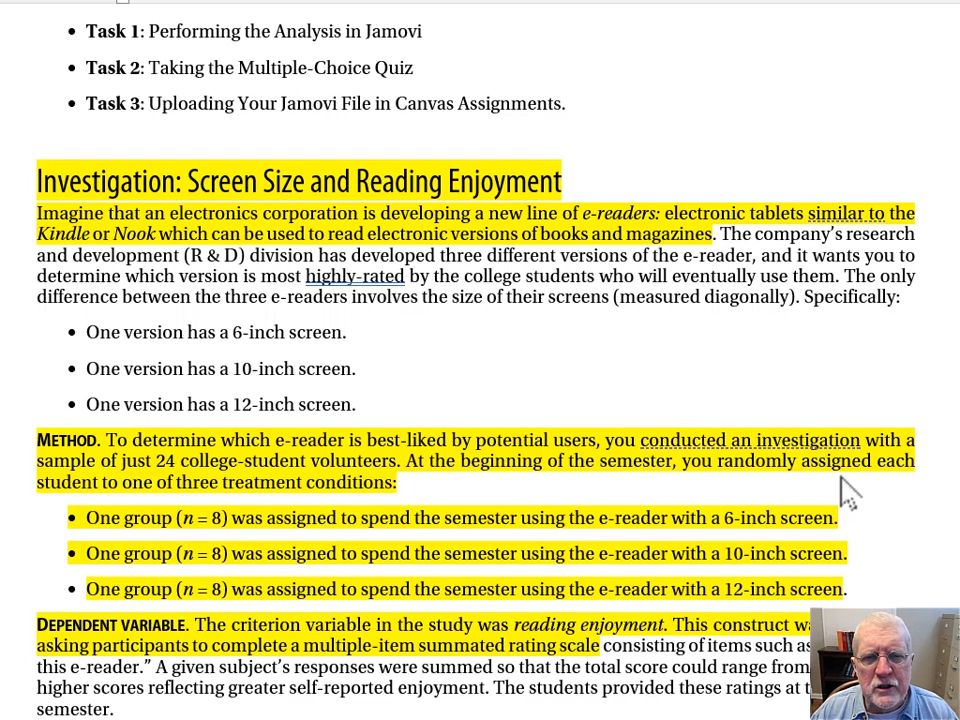 • Task 1: Performing the Analysis in Jamovi
• Task 2: Taking the Multiple-Choice Quiz
• Task 3: Uploading Your Jamovi File in Canvas Assignments.
Investigation: Screen Size and Reading Enjoyment
Imagine that an electronics corporation is developing a new line of e-readers: electronic tablets similar to the
Kindle or Nook which can be used to read electronic versions of books and magazines. The company’s research
and development (R & D) division has developed three different versions of the e-reader, and it wants you to
determine which version is most highly-rated by the college students who will eventually use them. The only
difference between the three e-readers involves the size of their screens (measured diagonally). Specifically:
• One version has a 6-inch screen.
• One version has a 10-inch screen.
• One version has a 12-inch screen.
METHOD. To determine which e-reader is best-liked by potential users, you conducted an investigation with a
sample of just 24 college-student volunteers. At the beginning of the semester, you randomly assigned each
student to one of three treatment conditions:
• One group (n = 8) was assigned to spend the semester using the e-reader with a 6-inch screen.
• One group (n = 8) was assigned to spend the semester using the e-reader with a 10-inch screen.
• One group (n = 8) was assigned to spend the semester using the e-reader with a 12-inch screen.
DEPENDENT VARIABLE. The criterion variable in the study was reading enjoyment. This construct
asking participants to complete a multiple-item summated rating scale consisting of items such as
this e-reader.” A given subject’s responses were summed so that the total score could range from
higher scores reflecting greater self-reported enjoyment. The students provided these ratings at
semester.